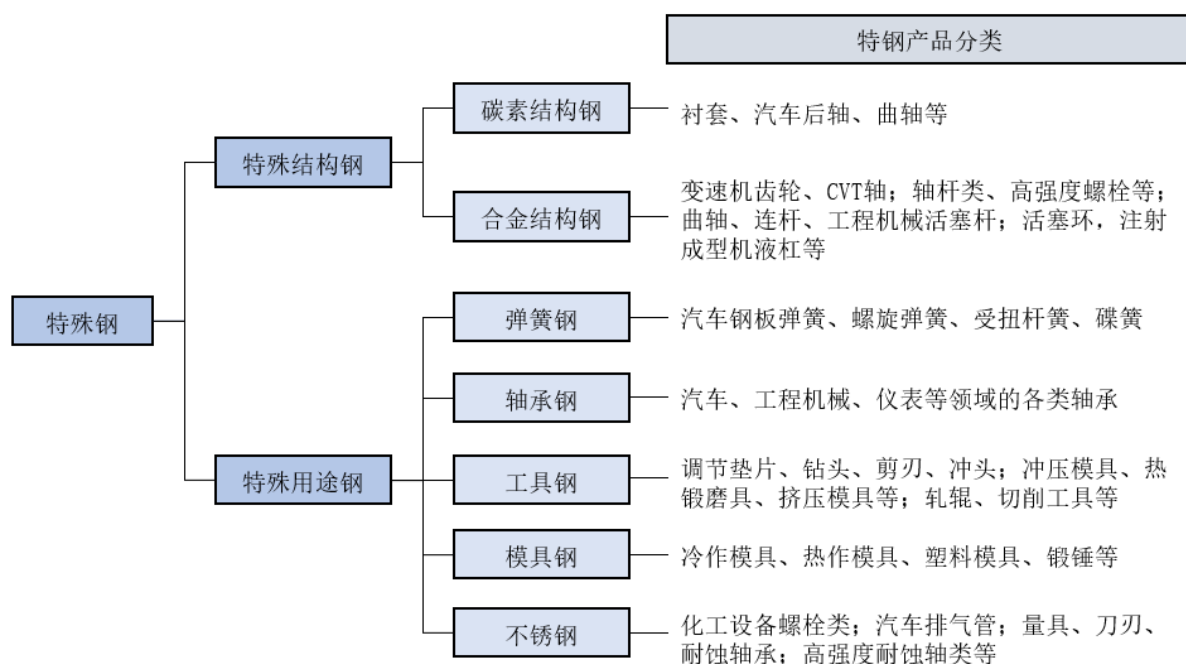 特钢产品分类
碳素结构钢
衬套、汽车后轴、曲轴等
特殊结构钢
变速机齿轮、CVT轴；轴杆类、高强度螺栓等；
合金结构钢
曲轴、连杆、工程机械活塞杆；活塞环，注射
成型机液杠等
特殊钢
弹簧钢
汽车钢板弹簧、螺旋弹簧、受扭杆簧、碟簧
轴承钢
汽车、工程机械、仪表等领域的各类轴承
特殊用途钢
工具钢
调节垫片、钻头、剪刃、冲头；冲压模具、热
锻磨具、挤压模具等；轧辊、切削工具等
模具钢
冷作模具、热作模具、塑料模具、锻锤等
不锈钢
化工设备螺栓类；汽车排气管；量具、刀刃、
耐蚀轴承；高强度耐蚀轴类等